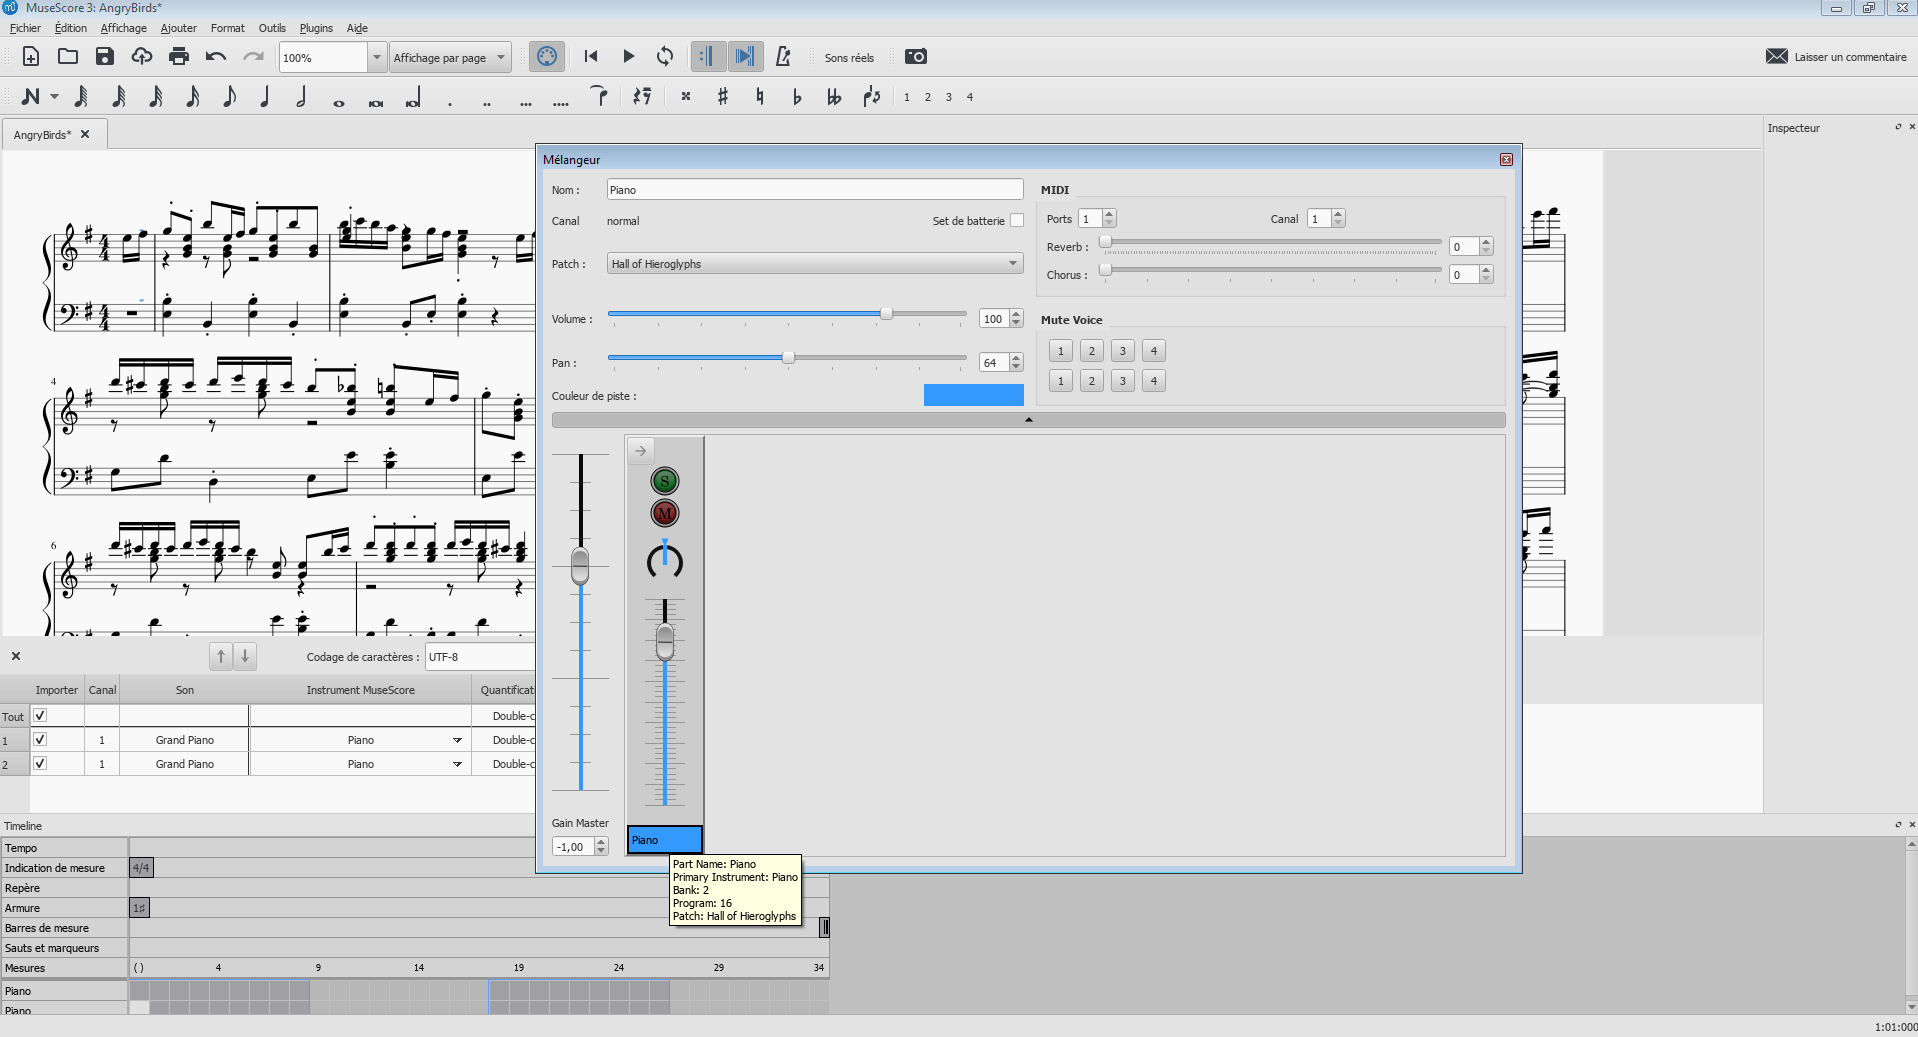 MuseScore 3: AngryBirds*
Fichier Édition Affichage Ajouter Format Outils Plugins Aide
100% Affichage par page Sons réels Laisser un commentaire
1 2 3 4
AngryBirds*
Inspecteur
Mélangeur
Nom : Piano
Canal normal Set de batterie
Patch : Hall of Hieroglyphs
Volume : 100
Pan : 64
Couleur de piste :
MIDI
Ports 1 Canal 1
Reverb : 0
Chorus : 0
Mute Voice
1 2 3 4
1 2 3 4
S
M
Gain Master
-1,00
Piano
Part Name: Piano
Primary Instrument: Piano
Bank: 2
Program: 16
Patch: Hall of Hieroglyphs
4
6
Codage de caractères : UTF-8
Importer Canal Son Instrument MuseScore Quantificat
Tout Double-c
1 1 Grand Piano Piano Double-c
2 1 Grand Piano Piano Double-c
Timeline
Tempo
Indication de mesure 4/4
Repère
Armure 1♯
Barres de mesure
Sauts et marqueurs
Mesures ( ) 4 9 14 19 24 29 34
Piano
Piano
1:01:000